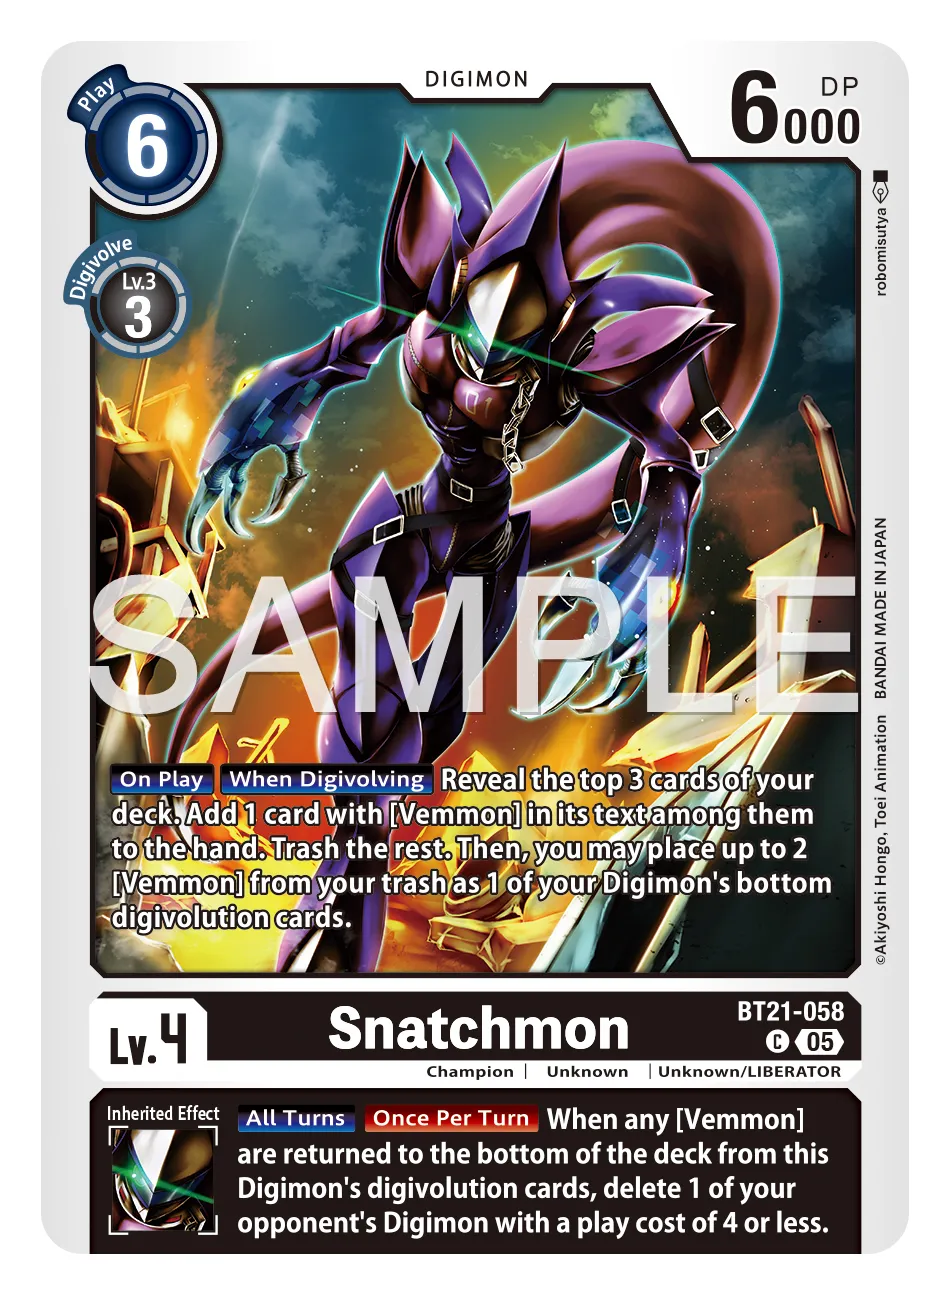 DIGIMON
Play
6
6000
DP
Digivolve
Lv.3
3
robomisutya
01
SAMPLE
BANDAI MADE IN JAPAN
©Akiyoshi Hongo, Toei Animation
On Play When Digivolving Reveal the top 3 cards of your
deck. Add 1 card with [Vemmon] in its text among them
to the hand. Trash the rest. Then, you may place up to 2
[Vemmon] from your trash as 1 of your Digimon's bottom
digivolution cards.
Lv.4
Snatchmon
BT21-058
C 05
Champion | Unknown | Unknown/LIBERATOR
Inherited Effect
All Turns Once Per Turn When any [Vemmon]
are returned to the bottom of the deck from this
Digimon's digivolution cards, delete 1 of your
opponent's Digimon with a play cost of 4 or less.